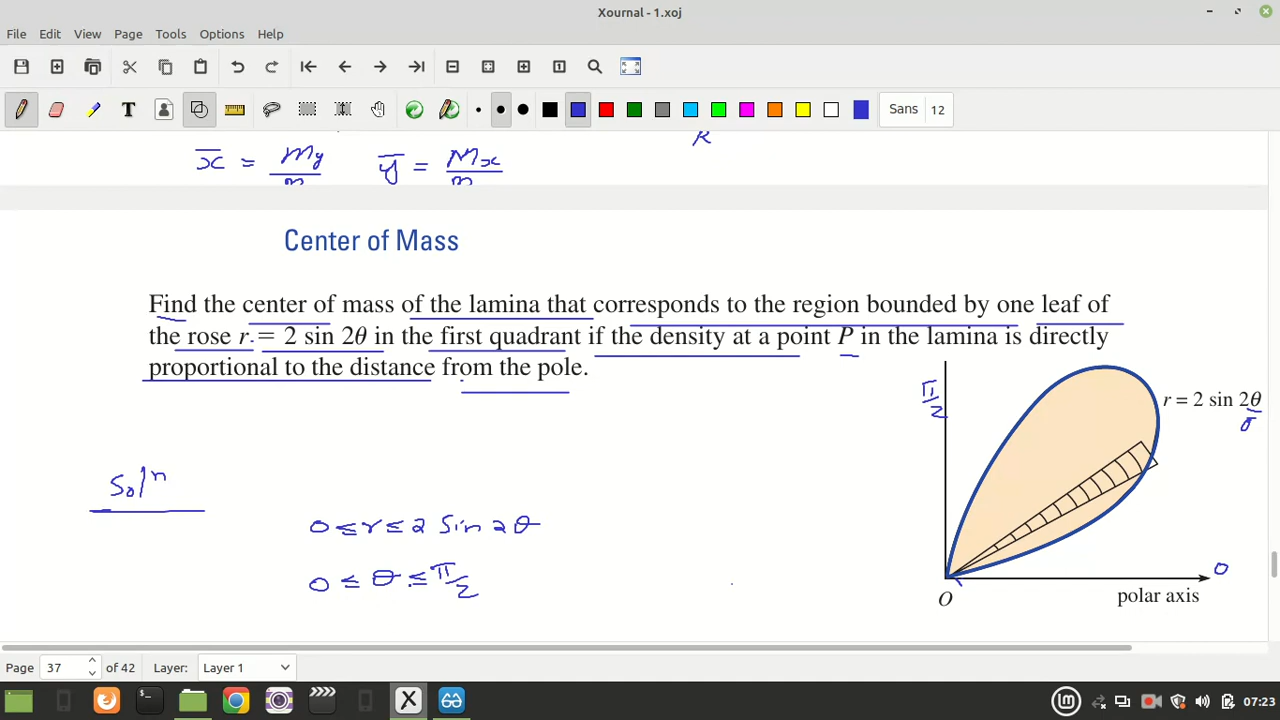 Xournal - 1.xoj
File Edit View Page Tools Options Help
Sans 12
x̄ = My/m ȳ = Mx/m
R
Center of Mass
Find the center of mass of the lamina that corresponds to the region bounded by one leaf of
the rose r = 2 sin 2θ in the first quadrant if the density at a point P in the lamina is directly
proportional to the distance from the pole.
π/2
r = 2 sin 2θ
Solⁿ
0 ≤ r ≤ 2 Sin 2θ
0 ≤ θ ≤ π/2
0
O
polar axis
Page 37 of 42 Layer: Layer 1
07:23